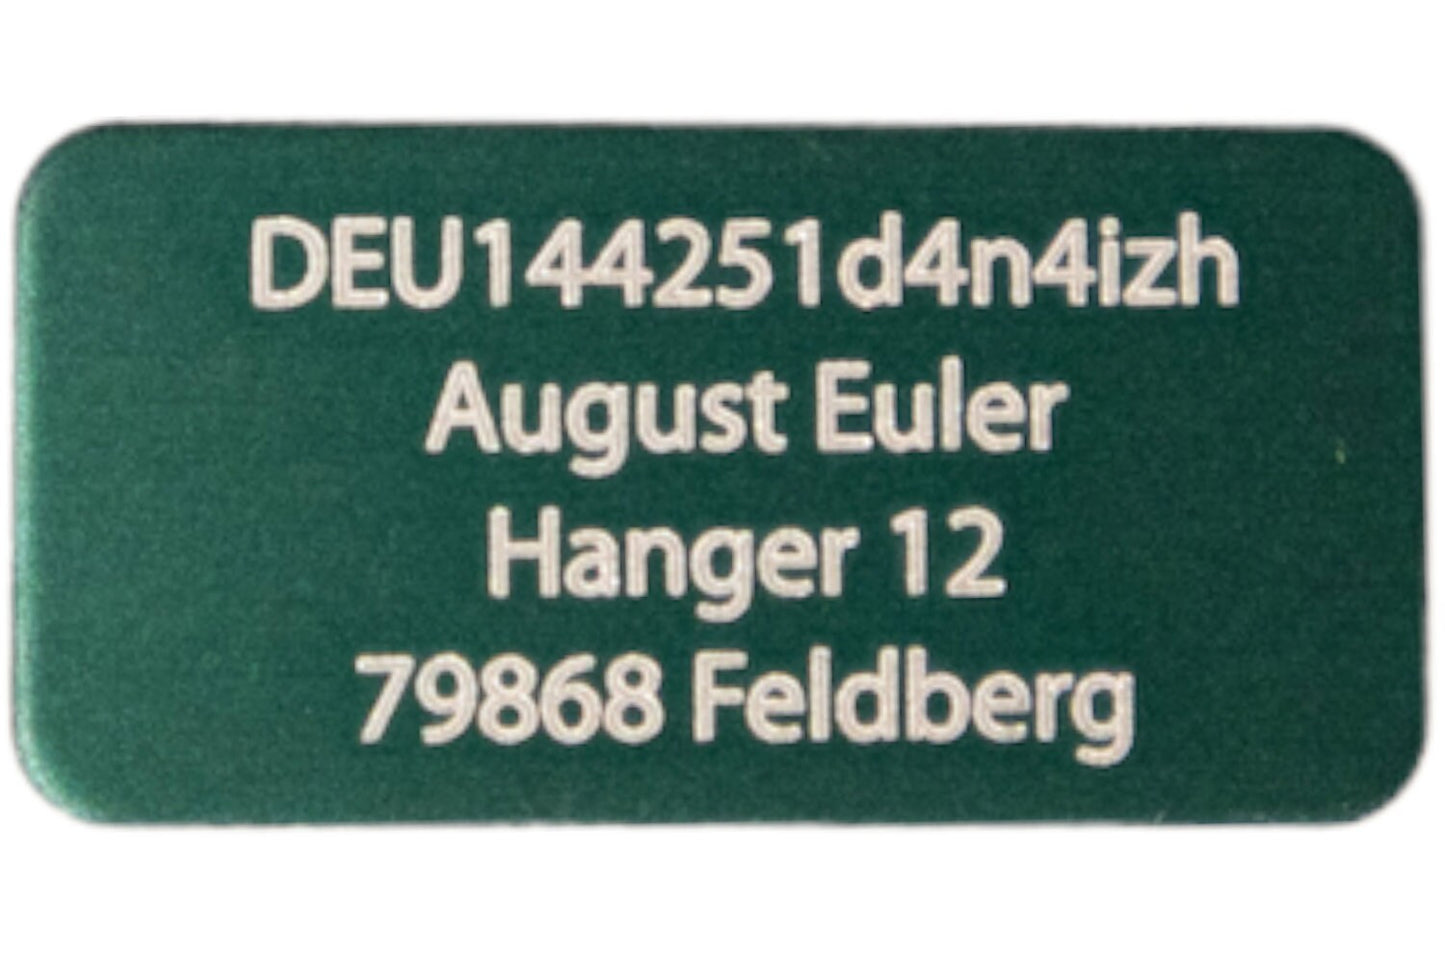 DEU144251d4n4izh
August Euler
Hanger 12
79868 Feldberg